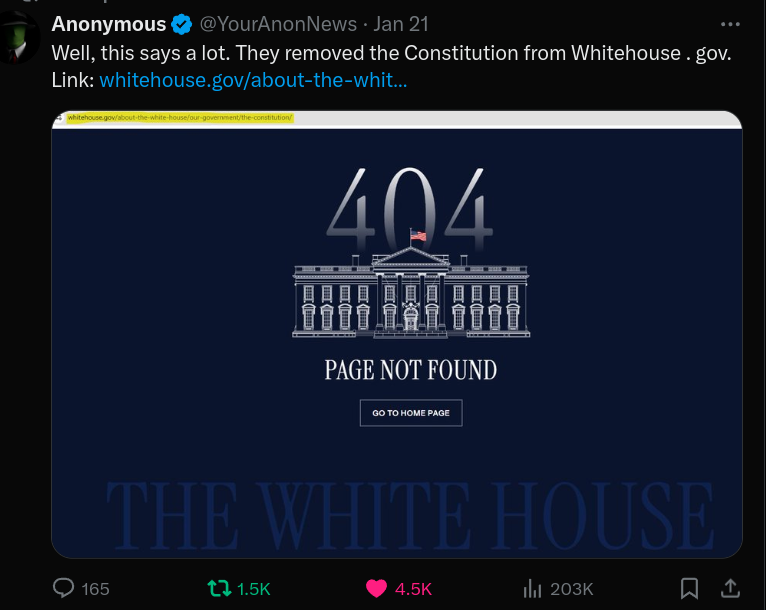 Anonymous @YourAnonNews · Jan 21
Well, this says a lot. They removed the Constitution from Whitehouse . gov.
Link: whitehouse.gov/about-the-whit...
whitehouse.gov/about-the-white-house/our-government/the-constitution/
404
PAGE NOT FOUND
GO TO HOME PAGE
THE WHITE HOUSE
165 1.5K 4.5K 203K